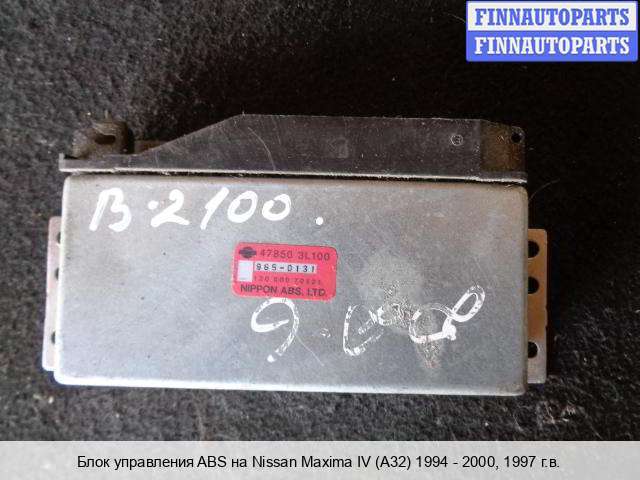 FINNAUTOPARTS
FINNAUTOPARTS
B-2100.
47850 3L100
965-0131
NIPPON ABS. LTD.
Блок управления ABS на Nissan Maxima IV (A32) 1994 - 2000, 1997 г.в.